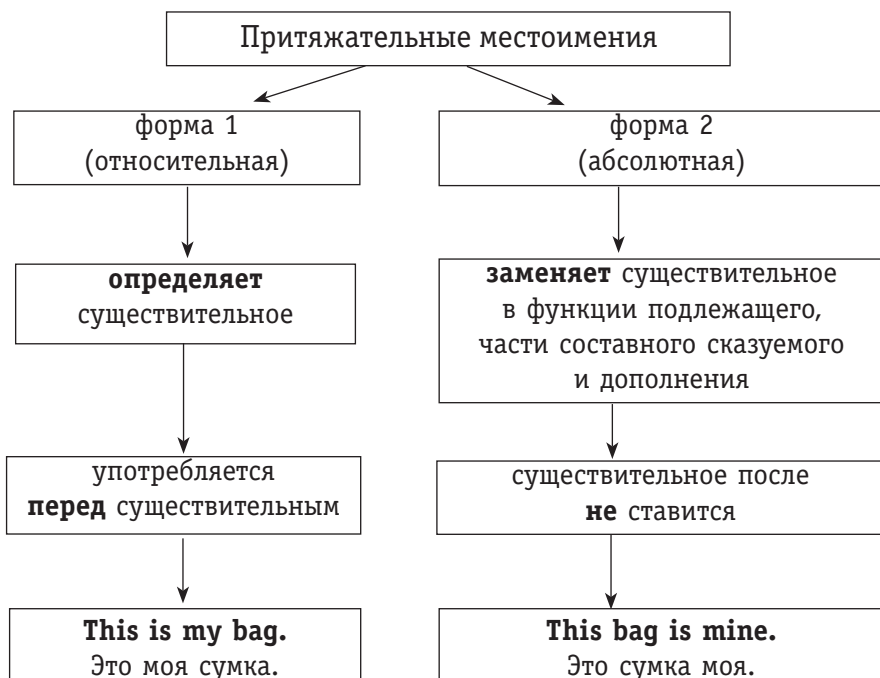 Притяжательные местоимения
форма 1
(относительная)
форма 2
(абсолютная)
определяет
существительное
заменяет существительное
в функции подлежащего,
части составного сказуемого
и дополнения
употребляется
перед существительным
существительное после
не ставится
This is my bag.
Это моя сумка.
This bag is mine.
Это сумка моя.